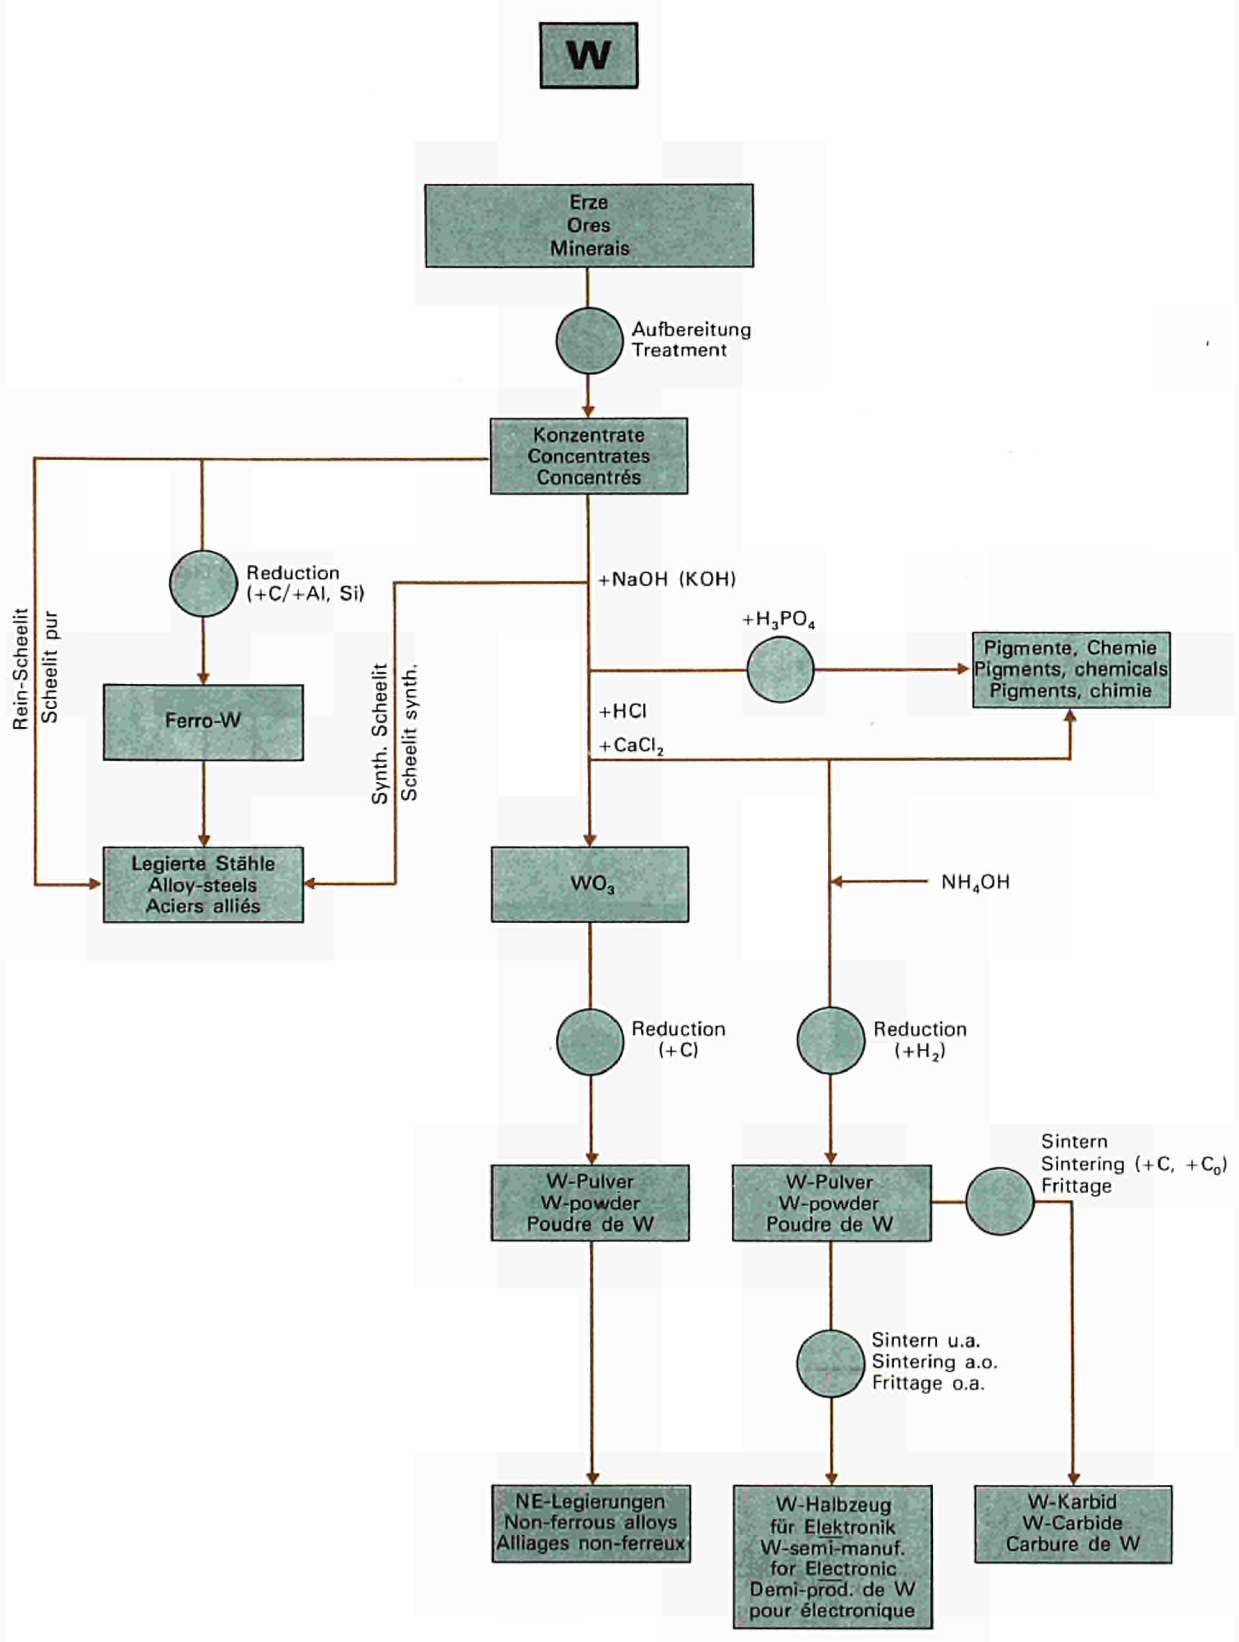 W
Erze
Ores
Minerais
Aufbereitung
Treatment
Konzentrate
Concentrates
Concentrés
Reduction
(+C/+Al, Si)
+NaOH (KOH)
+H₃PO₄
Pigmente, Chemie
Pigments, chemicals
Pigments, chimie
Rein-Scheelit
Scheelit pur
Ferro-W
Synth. Scheelit
Scheelit synth.
+HCl
+CaCl₂
Legierte Stähle
Alloy-steels
Aciers alliés
WO₃
NH₄OH
Reduction
(+C)
Reduction
(+H₂)
Sintern
Sintering (+C, +C₀)
Frittage
W-Pulver
W-powder
Poudre de W
W-Pulver
W-powder
Poudre de W
Sintern u.a.
Sintering a.o.
Frittage o.a.
NE-Legierungen
Non-ferrous alloys
Alliages non-ferreux
W-Halbzeug
für Elektronik
W-semi-manuf.
for Electronic
Demi-prod. de W
pour électronique
W-Karbid
W-Carbide
Carbure de W